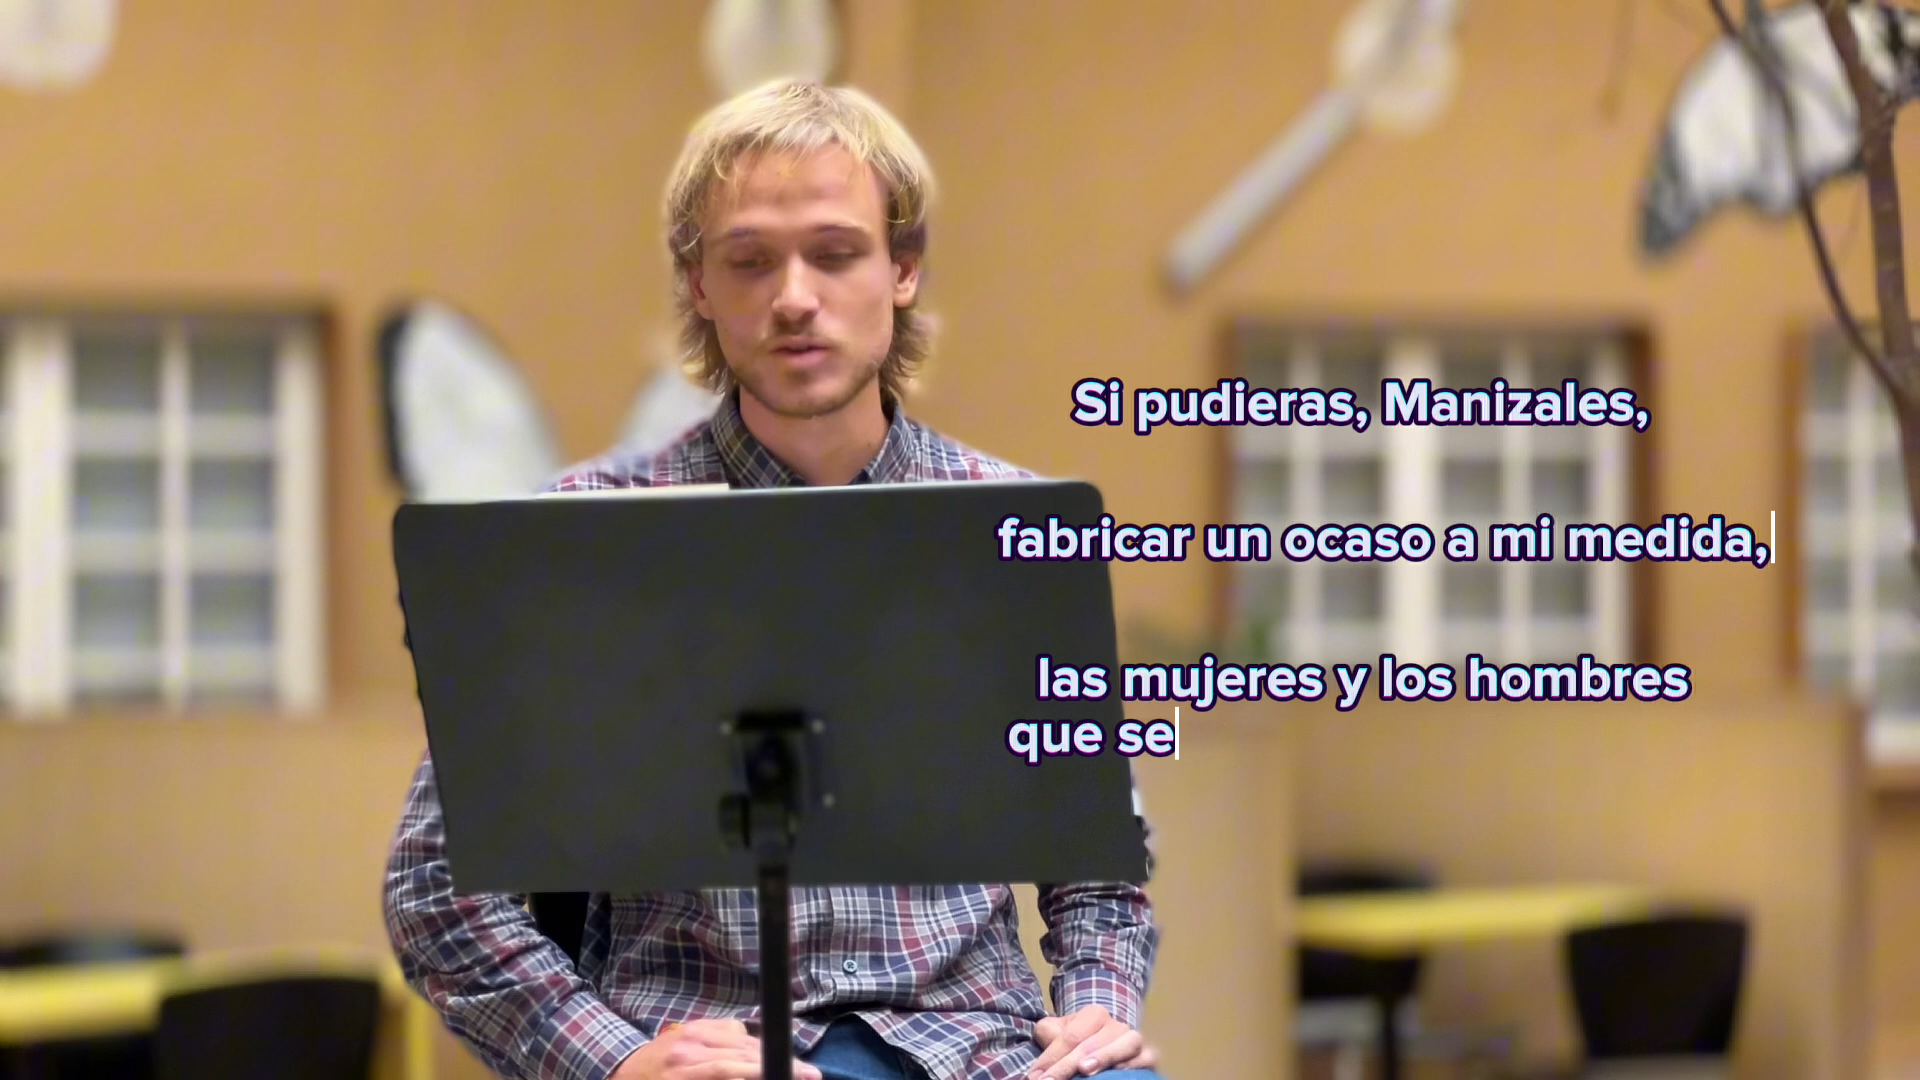 Si pudieras, Manizales,
fabricar un ocaso a mi medida,
las mujeres y los hombres
que se